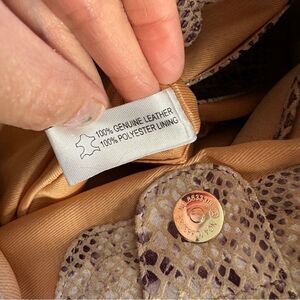 100% GENUINE LEATHER
100% POLYESTER LINING